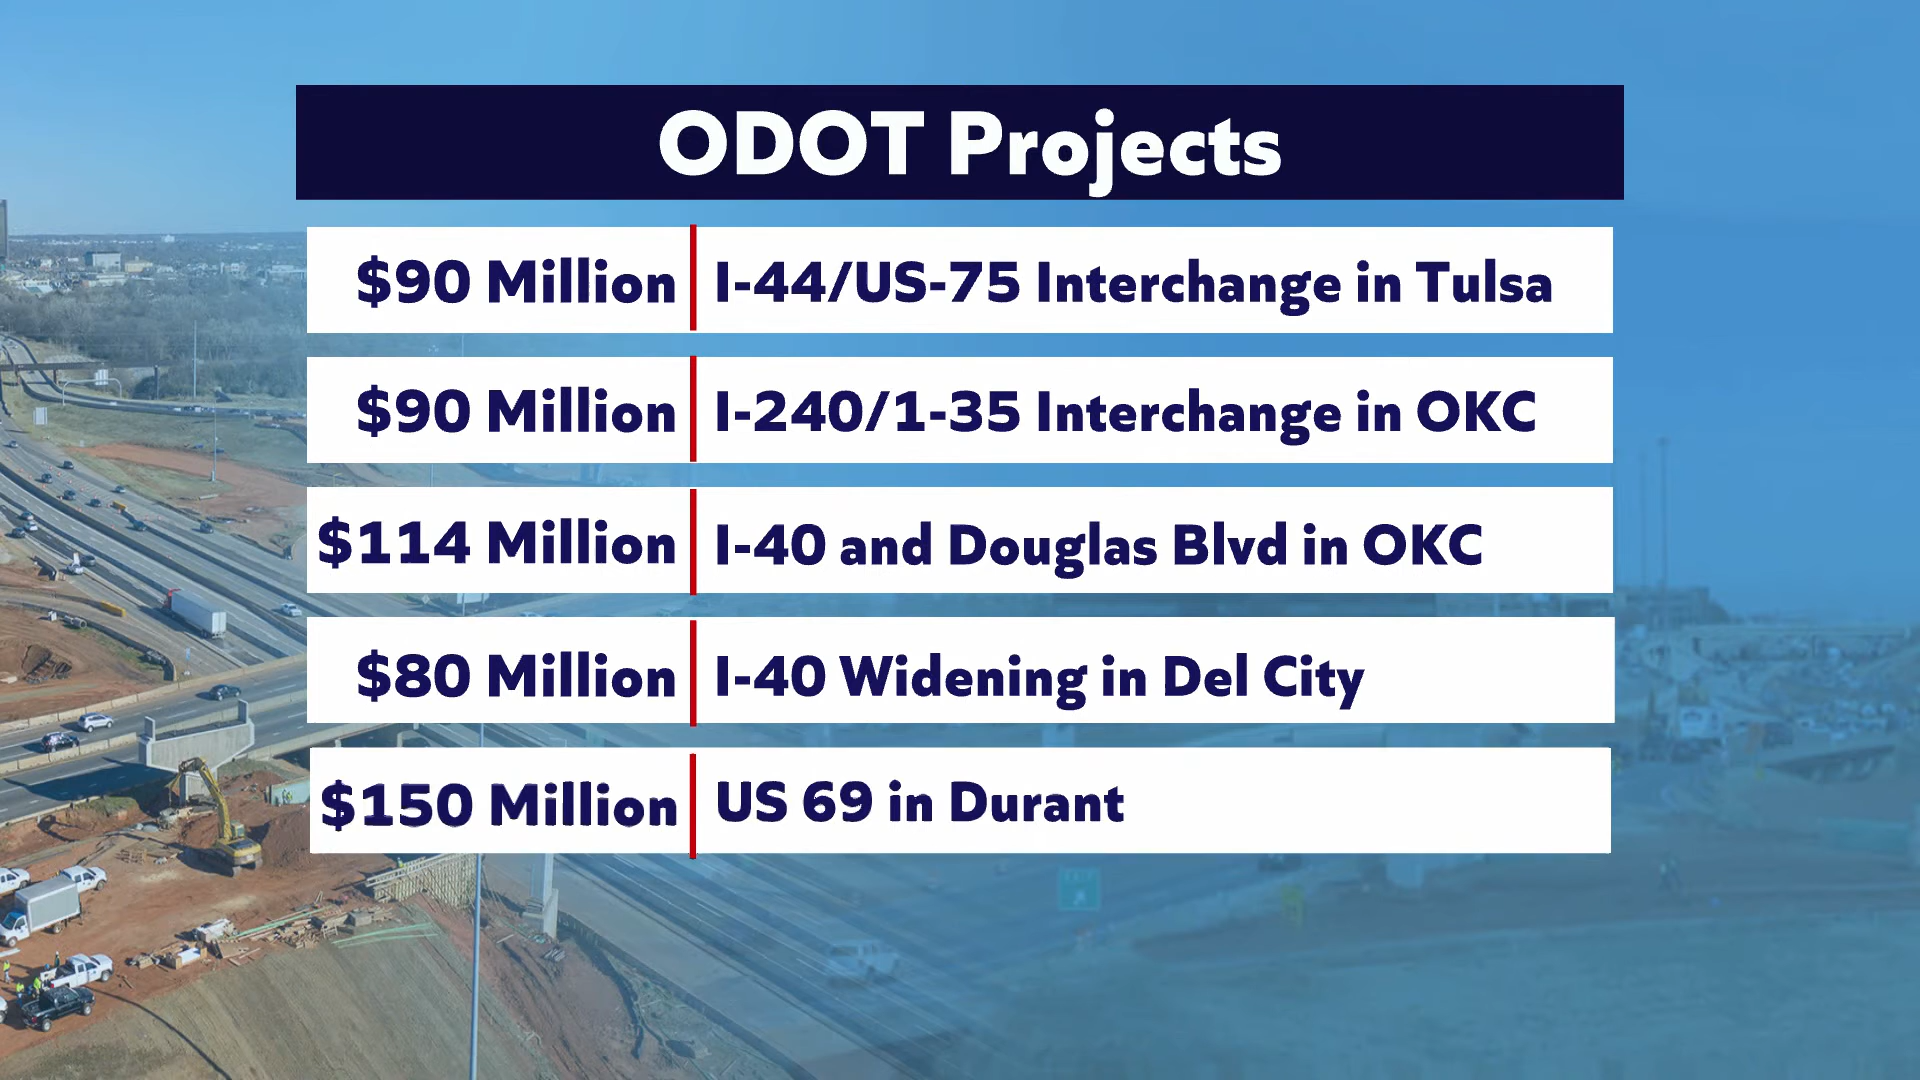 ODOT Projects
$90 Million I-44/US-75 Interchange in Tulsa
$90 Million I-240/1-35 Interchange in OKC
$114 Million I-40 and Douglas Blvd in OKC
$80 Million I-40 Widening in Del City
$150 Million US 69 in Durant